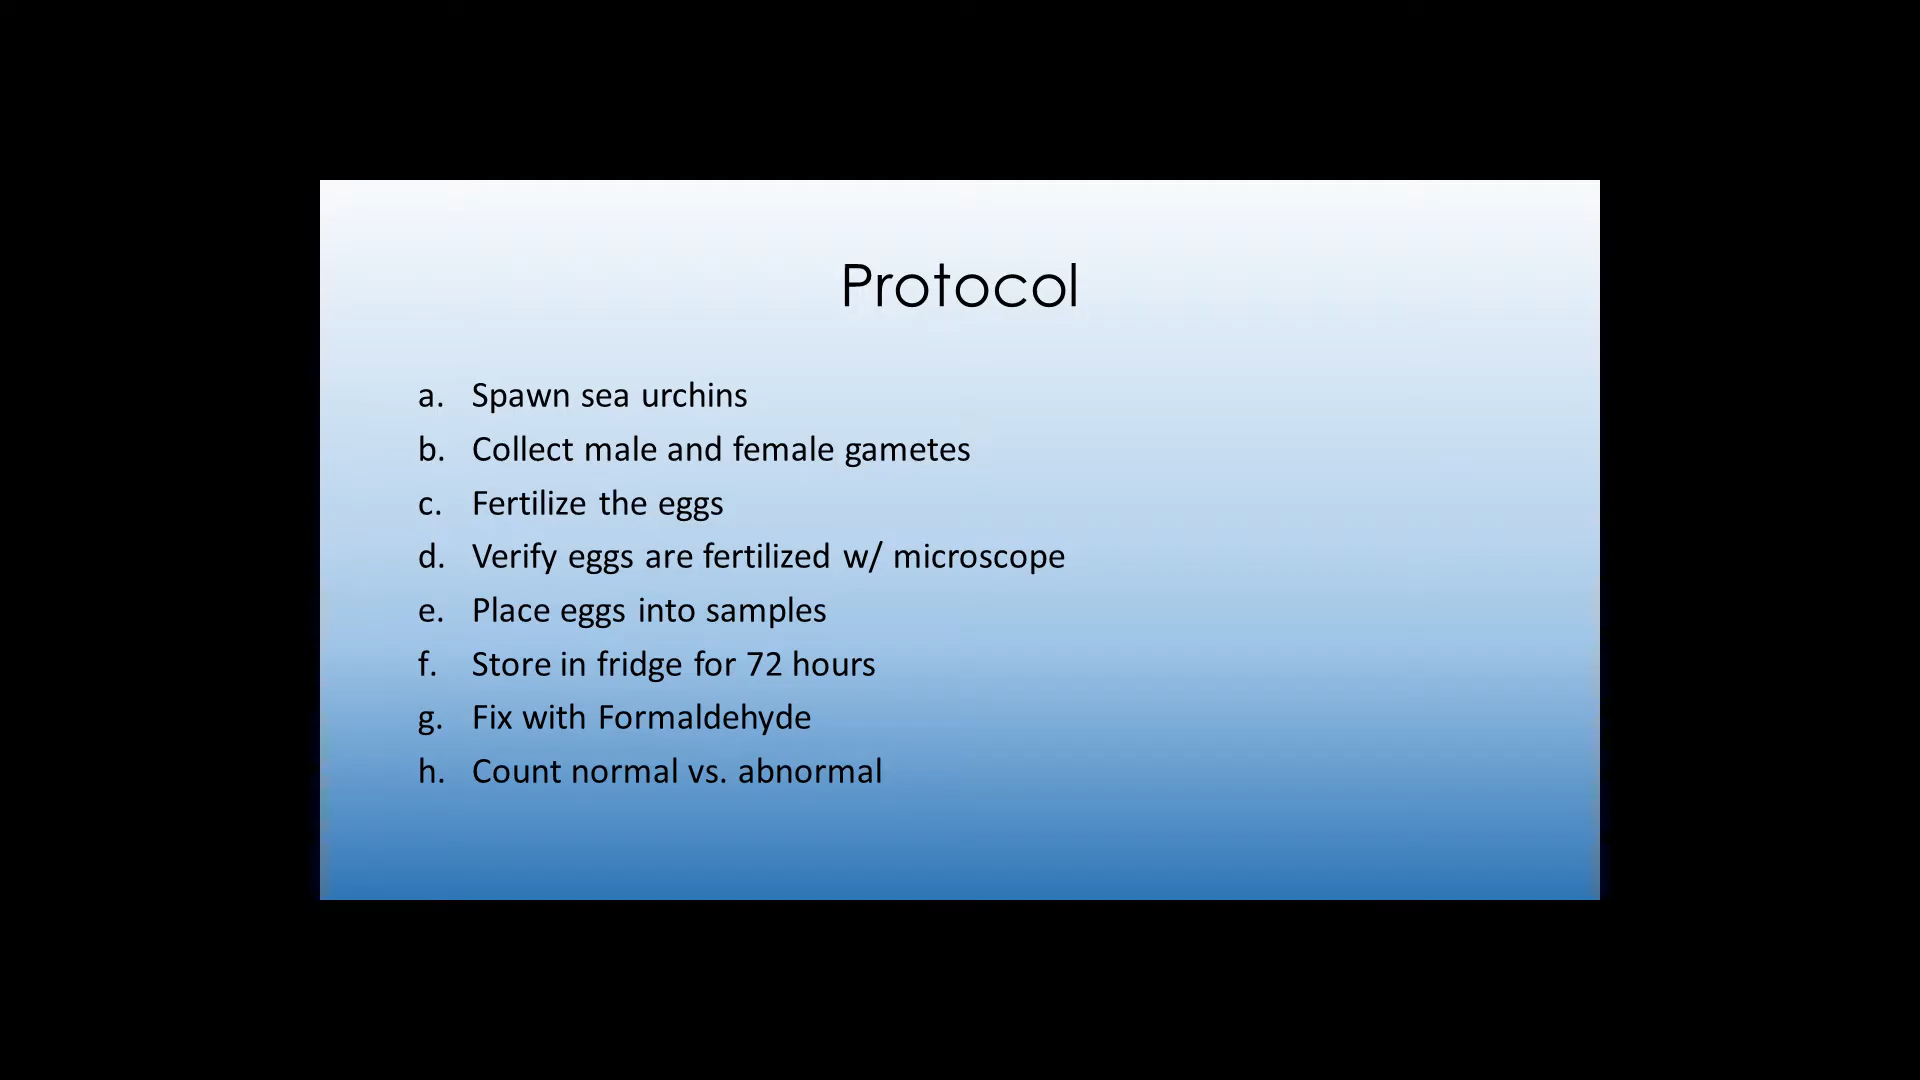 Protocol
a. Spawn sea urchins
b. Collect male and female gametes
c. Fertilize the eggs
d. Verify eggs are fertilized w/ microscope
e. Place eggs into samples
f. Store in fridge for 72 hours
g. Fix with Formaldehyde
h. Count normal vs. abnormal